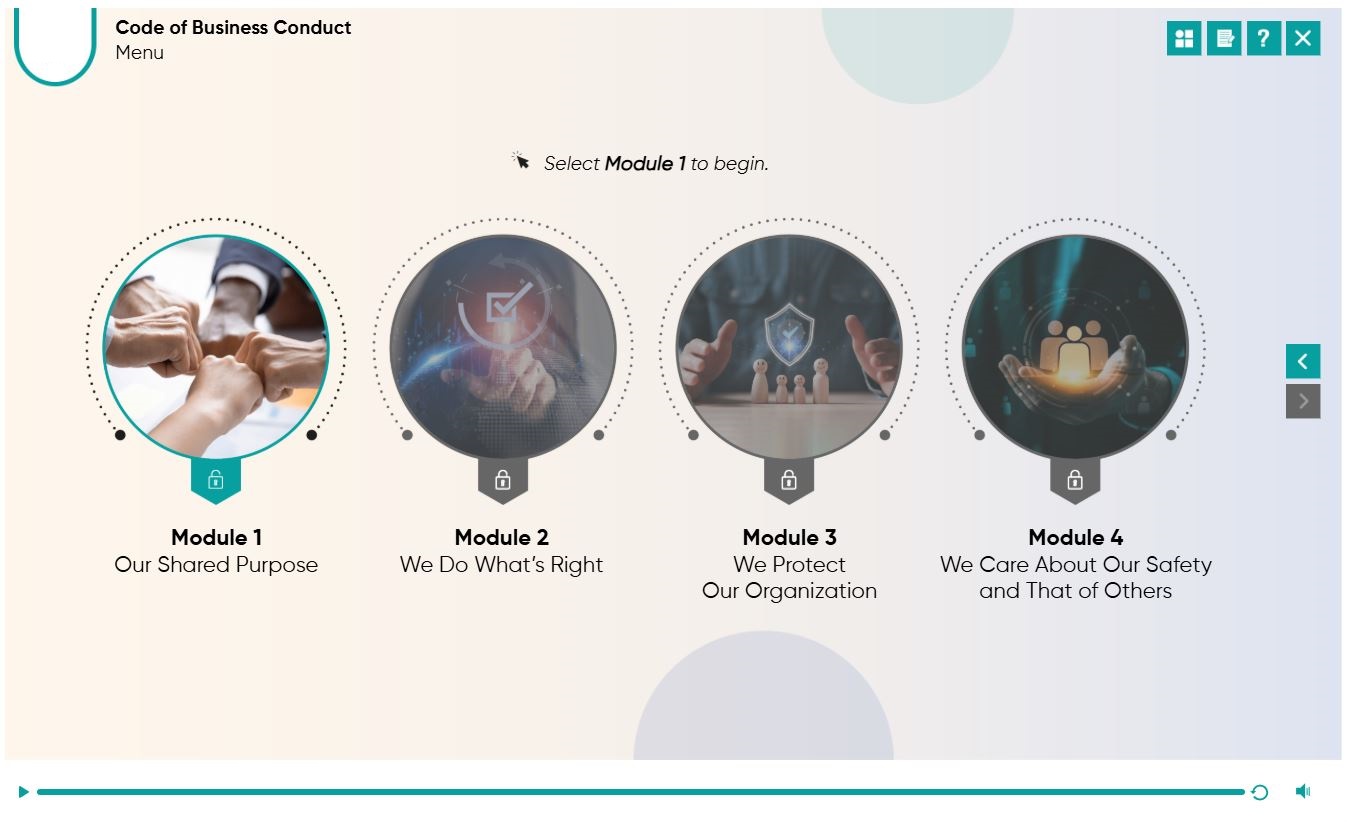 Code of Business Conduct
Menu
Select Module 1 to begin.
Module 1
Our Shared Purpose
Module 2
We Do What’s Right
Module 3
We Protect
Our Organization
Module 4
We Care About Our Safety
and That of Others